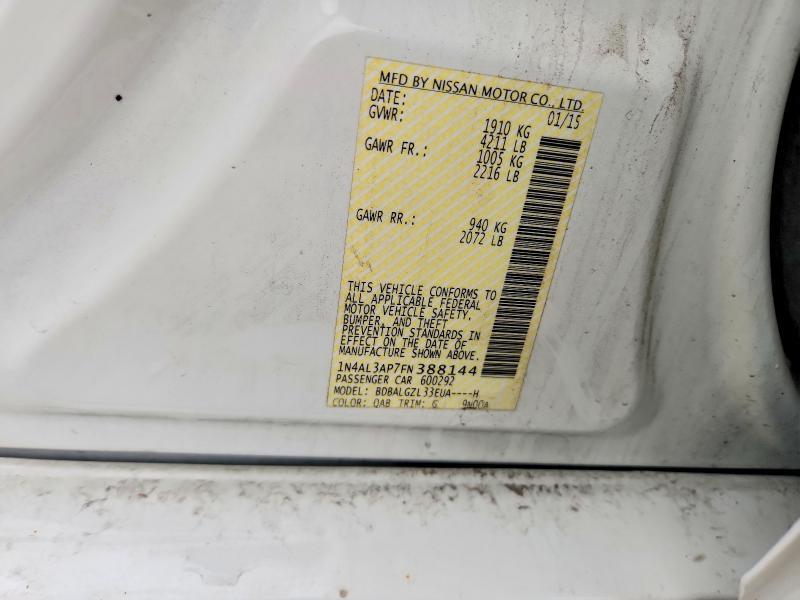 MFD BY NISSAN MOTOR CO., LTD.
DATE: 01/15
GVWR: 1910 KG
4211 LB
GAWR FR.: 1005 KG
2216 LB
GAWR RR.: 940 KG
2072 LB
THIS VEHICLE CONFORMS TO
ALL APPLICABLE FEDERAL
MOTOR VEHICLE SAFETY,
BUMPER, AND THEFT
PREVENTION STANDARDS IN
EFFECT ON THE DATE OF
MANUFACTURE SHOWN ABOVE.
1N4AL3AP7FN 388144
PASSENGER CAR 600292
MODEL: BDBALGZL33EUA----H
COLOR: QAB TRIM: G 9N00A